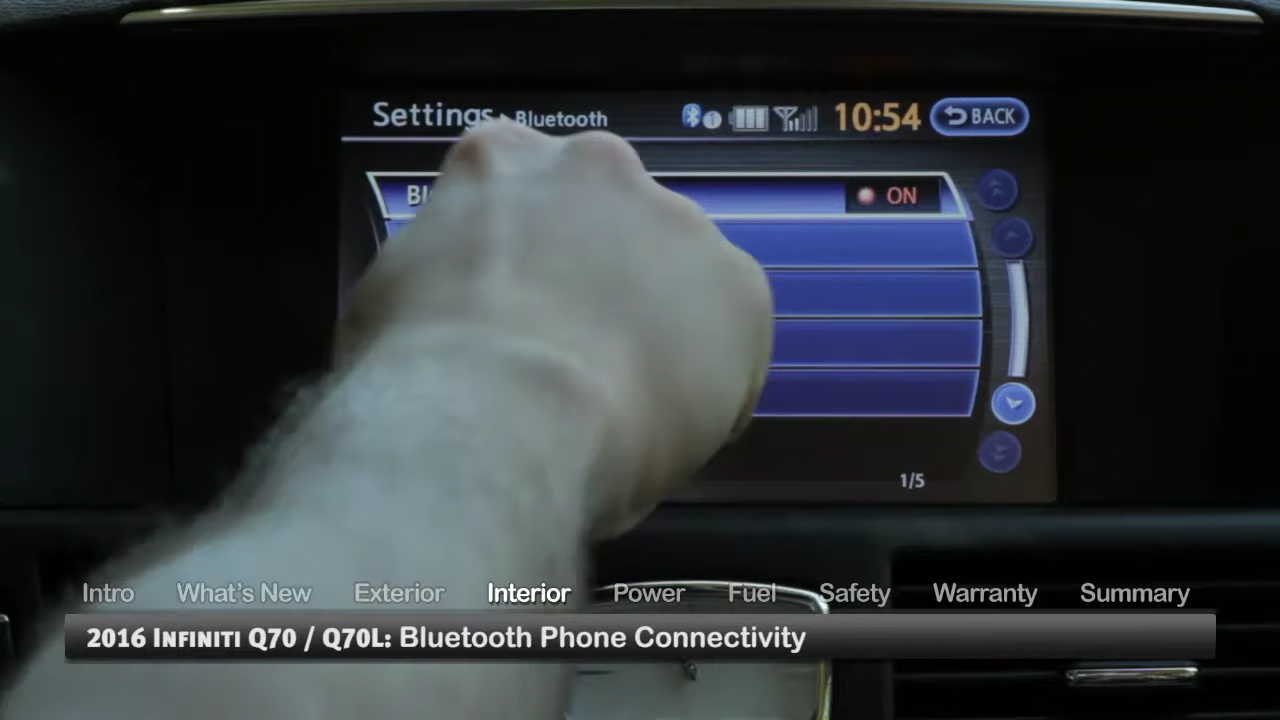 Settings Bluetooth 10:54 BACK
ON
1/5
Intro What's New Exterior Interior Power Fuel Safety Warranty Summary
2016 INFINITI Q70 / Q70L: Bluetooth Phone Connectivity